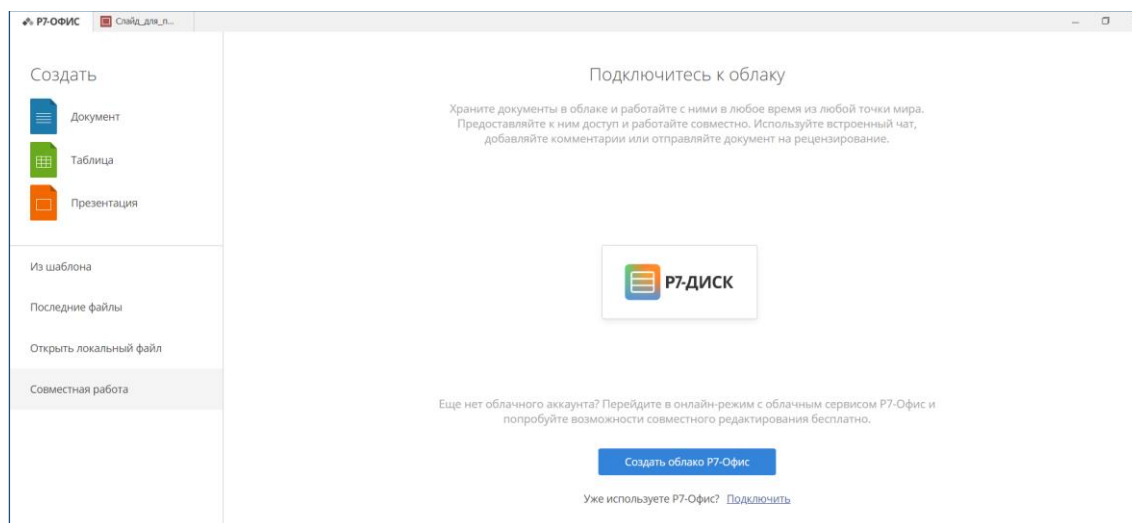 Р7-ОФИС
Слайд_для_п...
Создать
Документ
Таблица
Презентация
Из шаблона
Последние файлы
Открыть локальный файл
Совместная работа
Подключитесь к облаку
Храните документы в облаке и работайте с ними в любое время из любой точки мира.
Предоставляйте к ним доступ и работайте совместно. Используйте встроенный чат,
добавляйте комментарии или отправляйте документ на рецензирование.
Р7-ДИСК
Еще нет облачного аккаунта? Перейдите в онлайн-режим с облачным сервисом Р7-Офис и
попробуйте возможности совместного редактирования бесплатно.
Создать облако Р7-Офис
Уже используете Р7-Офис? Подключить